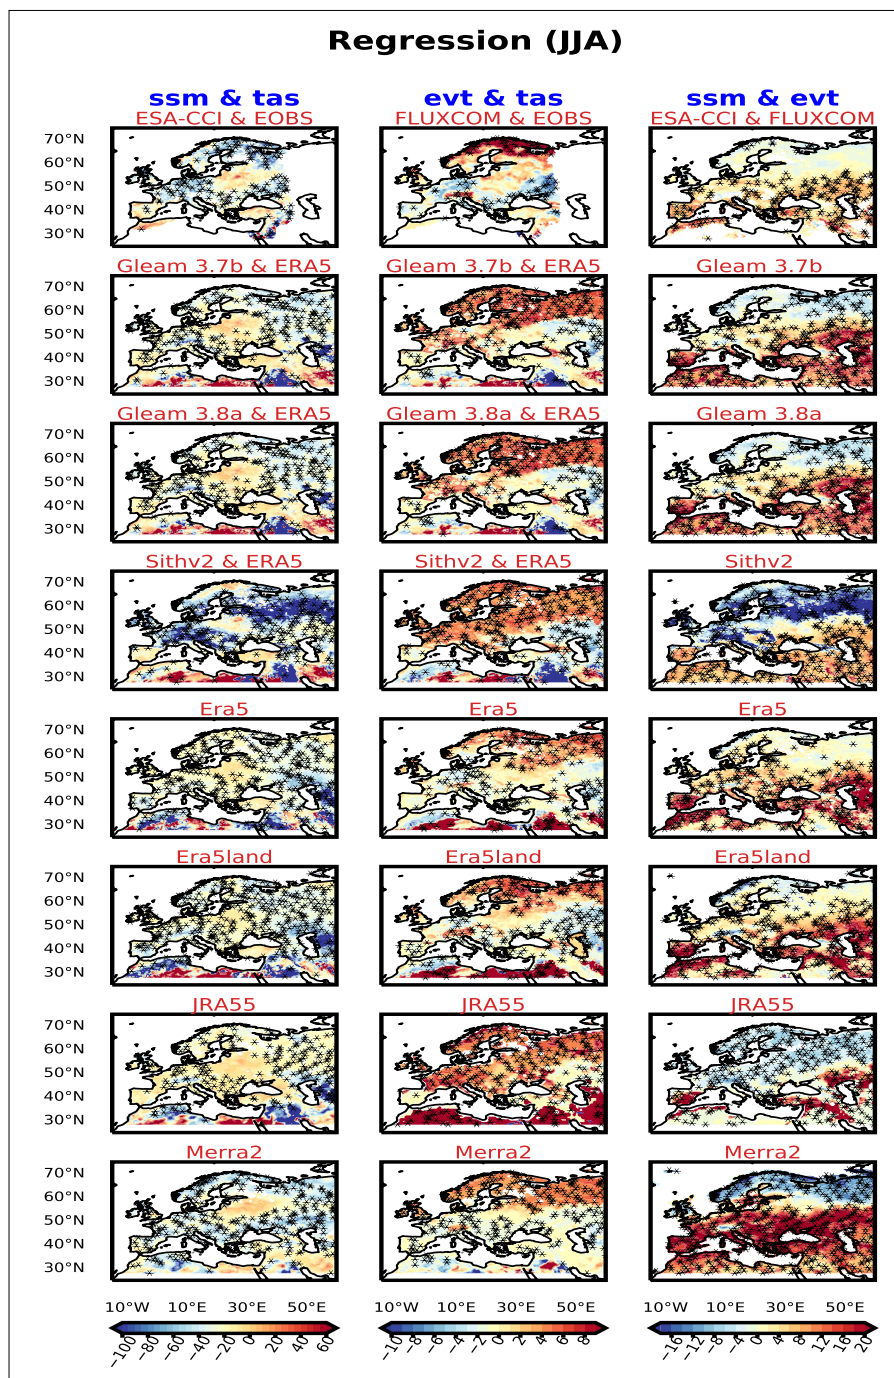 Regression (JJA)
ssm & tas evt & tas ssm & evt
ESA-CCI & EOBS FLUXCOM & EOBS ESA-CCI & FLUXCOM
70°N
60°N
50°N
40°N
30°N
Gleam 3.7b & ERA5 Gleam 3.7b & ERA5 Gleam 3.7b
70°N
60°N
50°N
40°N
30°N
Gleam 3.8a & ERA5 Gleam 3.8a & ERA5 Gleam 3.8a
70°N
60°N
50°N
40°N
30°N
Sithv2 & ERA5 Sithv2 & ERA5 Sithv2
70°N
60°N
50°N
40°N
30°N
Era5 Era5 Era5
70°N
60°N
50°N
40°N
30°N
Era5land Era5land Era5land
70°N
60°N
50°N
40°N
30°N
JRA55 JRA55 JRA55
70°N
60°N
50°N
40°N
30°N
Merra2 Merra2 Merra2
70°N
60°N
50°N
40°N
30°N
10°W 10°E 30°E 50°E 10°W 10°E 30°E 50°E 10°W 10°E 30°E 50°E
−100 −80 −60 −40 −20 0 20 40 60 −10 −8 −6 −4 −2 0 2 4 6 8 −16 −12 −8 −4 0 4 8 12 16 20